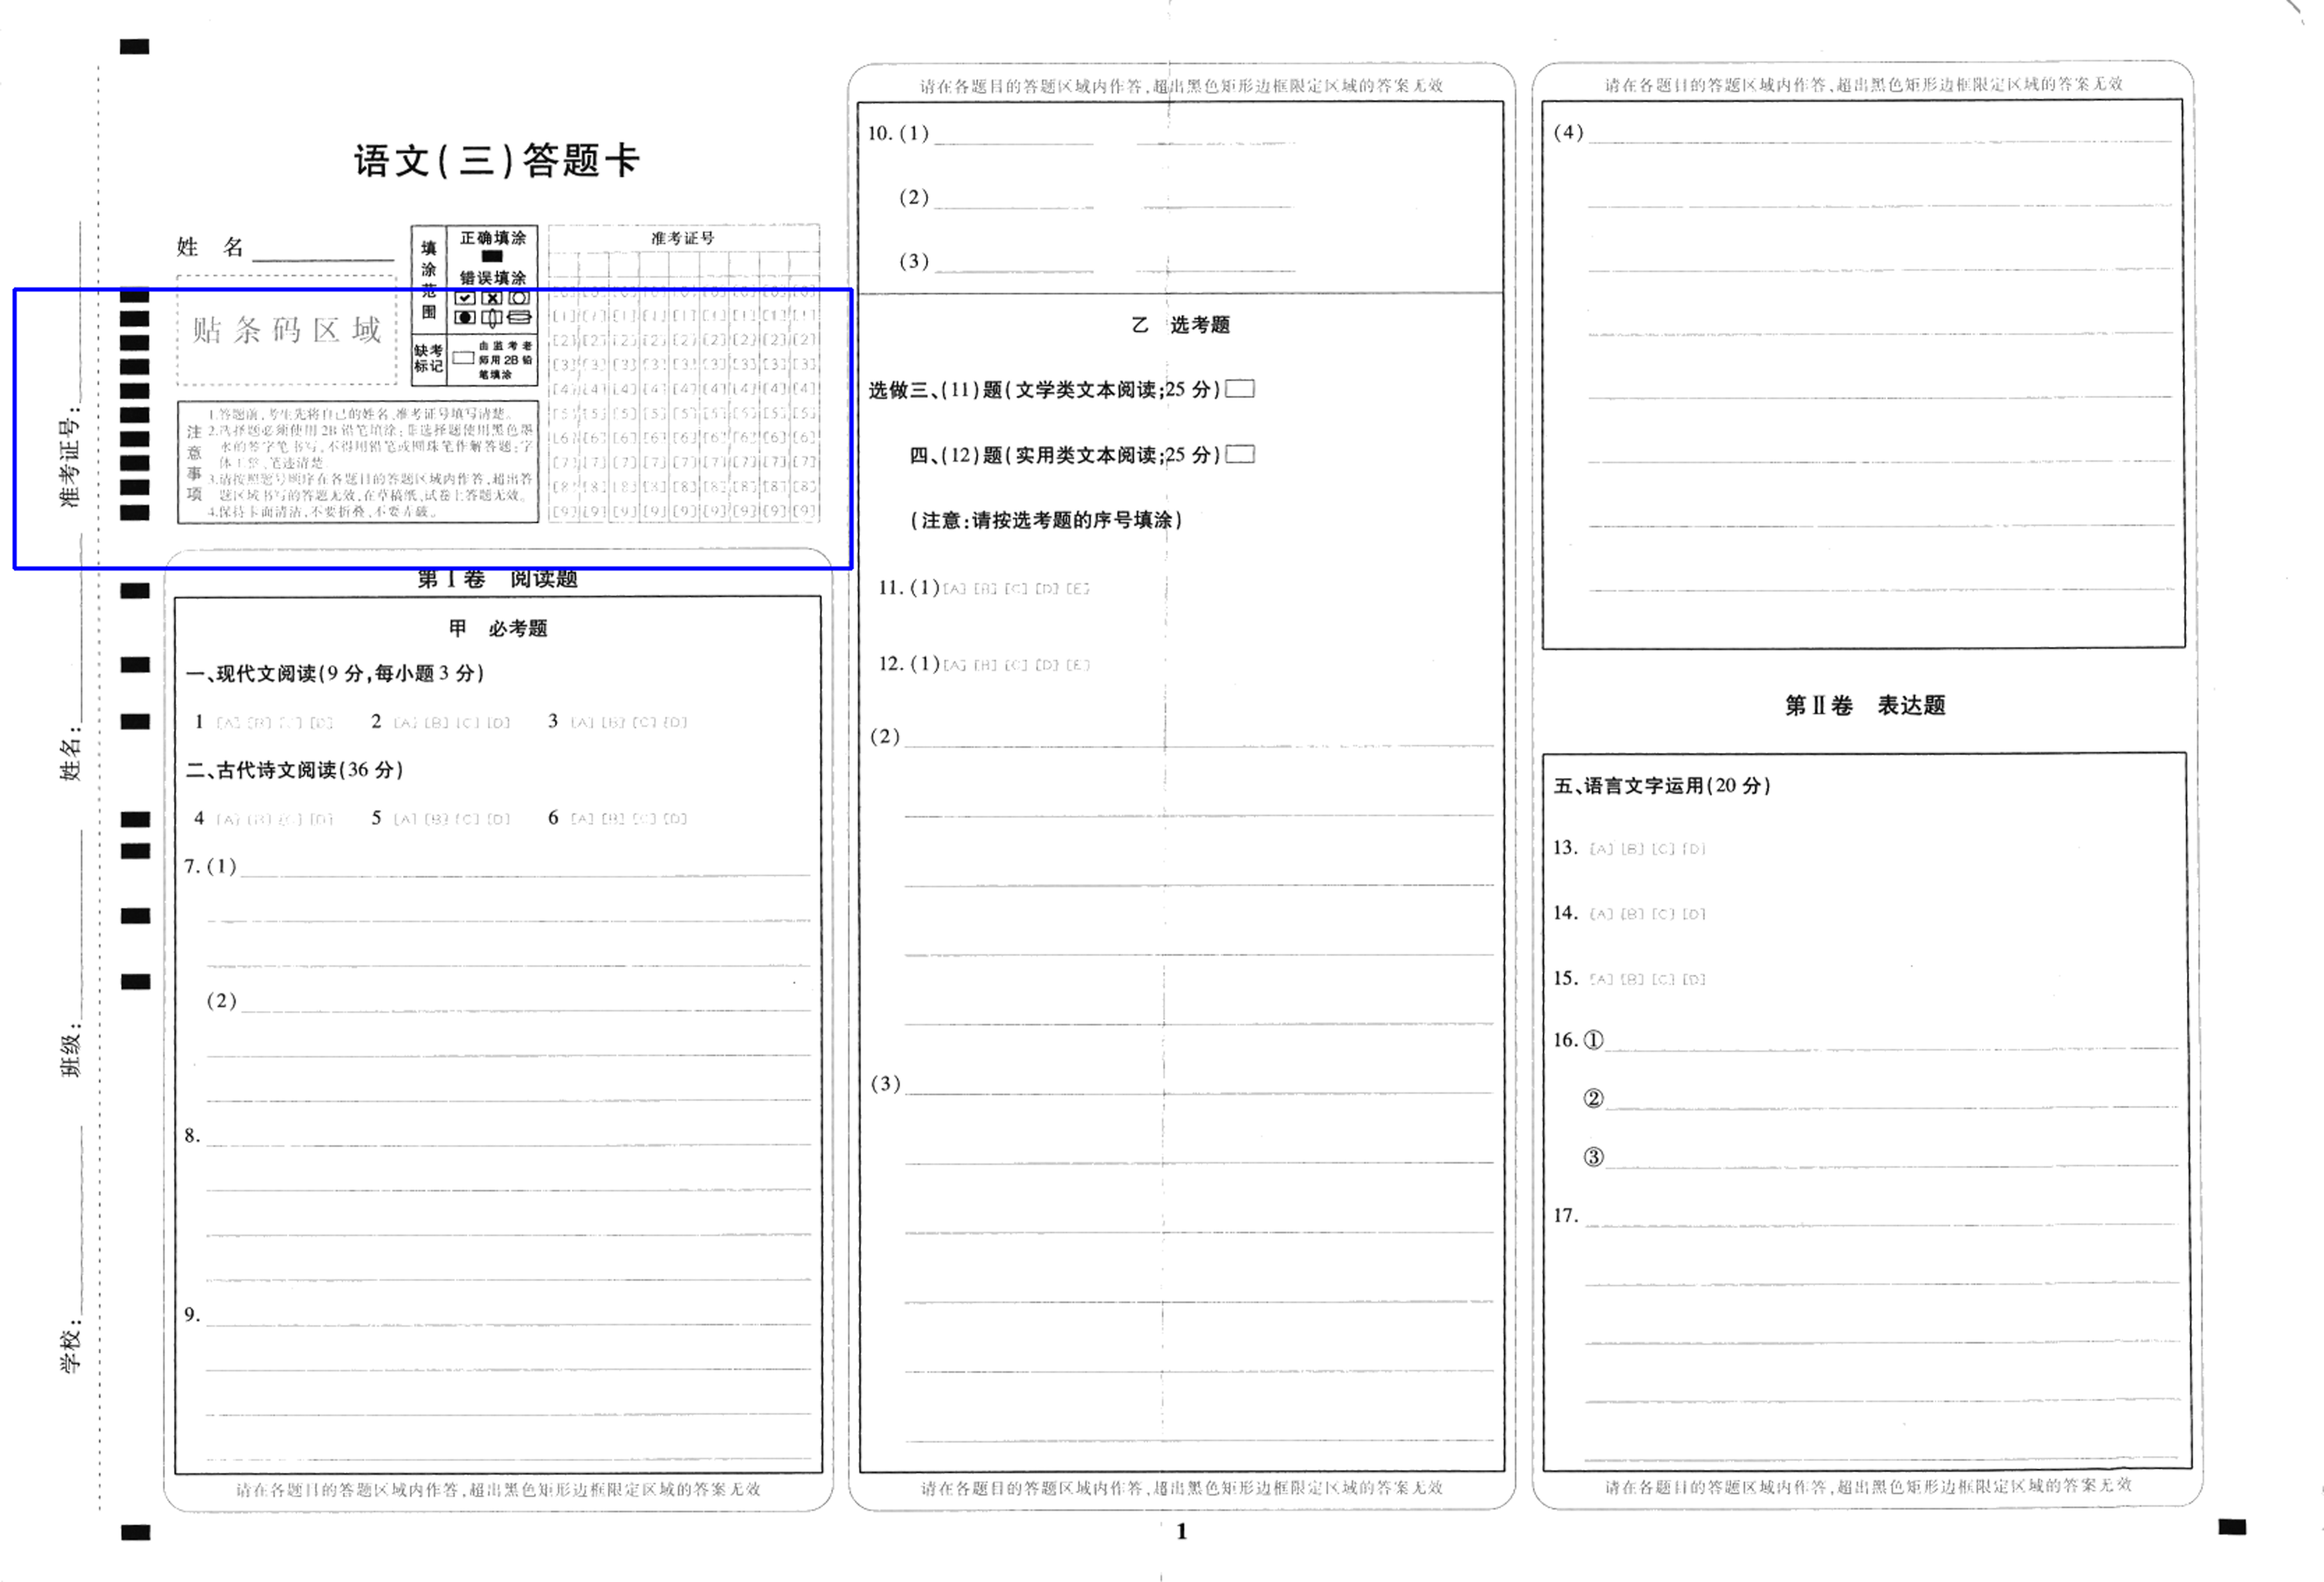 语文(三)答题卡
姓 名
填涂范围
正确填涂
错误填涂
缺考标记
由监考老师用2B铅笔填涂
准考证号
贴条码区域
注意事项
1.答题前,考生先将自己的姓名、准考证号填写清楚。
2.选择题必须使用2B铅笔填涂;非选择题使用黑色墨
水的签字笔书写,不得用铅笔或圆珠笔作解答题;字
体工整、笔迹清楚
3.请按照题号顺序在各题目的答题区域内作答,超出答
题区域书写的答题无效,在草稿纸、试卷上答题无效。
4.保持卡面清洁,不要折叠、不要弄破。
[0] [0] [0] [0] [0] [0] [0] [0] [0]
[1] [1] [1] [1] [1] [1] [1] [1] [1]
[2] [2] [2] [2] [2] [2] [2] [2] [2]
[3] [3] [3] [3] [3] [3] [3] [3] [3]
[4] [4] [4] [4] [4] [4] [4] [4] [4]
[5] [5] [5] [5] [5] [5] [5] [5] [5]
[6] [6] [6] [6] [6] [6] [6] [6] [6]
[7] [7] [7] [7] [7] [7] [7] [7] [7]
[8] [8] [8] [8] [8] [8] [8] [8] [8]
[9] [9] [9] [9] [9] [9] [9] [9] [9]
准考证号:
姓名:
班级:
学校:
第Ⅰ卷 阅读题
甲 必考题
一、现代文阅读(9分,每小题3分)
1 [A] [B] [C] [D] 2 [A] [B] [C] [D] 3 [A] [B] [C] [D]
二、古代诗文阅读(36分)
4 [A] [B] [C] [D] 5 [A] [B] [C] [D] 6 [A] [B] [C] [D]
7.(1)
(2)
8.
9.
请在各题目的答题区域内作答,超出黑色矩形边框限定区域的答案无效
请在各题目的答题区域内作答,超出黑色矩形边框限定区域的答案无效
10.(1)
(2)
(3)
乙 选考题
选做三、(11)题(文学类文本阅读;25分)
四、(12)题(实用类文本阅读;25分)
(注意:请按选考题的序号填涂)
11.(1) [A] [B] [C] [D] [E]
12.(1) [A] [B] [C] [D] [E]
(2)
(3)
请在各题目的答题区域内作答,超出黑色矩形边框限定区域的答案无效
请在各题目的答题区域内作答,超出黑色矩形边框限定区域的答案无效
(4)
第Ⅱ卷 表达题
五、语言文字运用(20分)
13. [A] [B] [C] [D]
14. [A] [B] [C] [D]
15. [A] [B] [C] [D]
16.①
②
③
17.
请在各题目的答题区域内作答,超出黑色矩形边框限定区域的答案无效
1